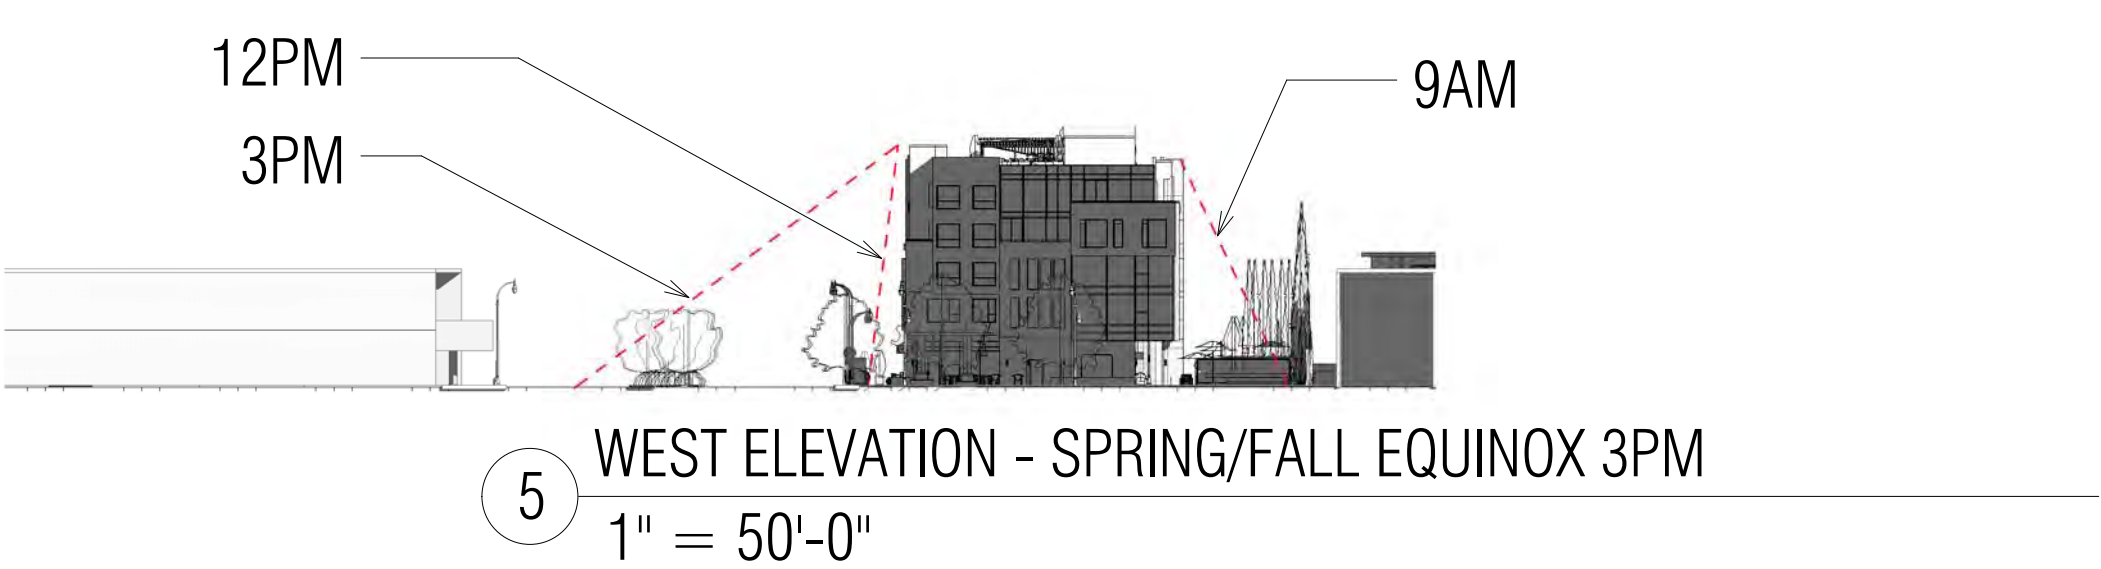 12PM
9AM
3PM
5
WEST ELEVATION - SPRING/FALL EQUINOX 3PM
1" = 50'-0"